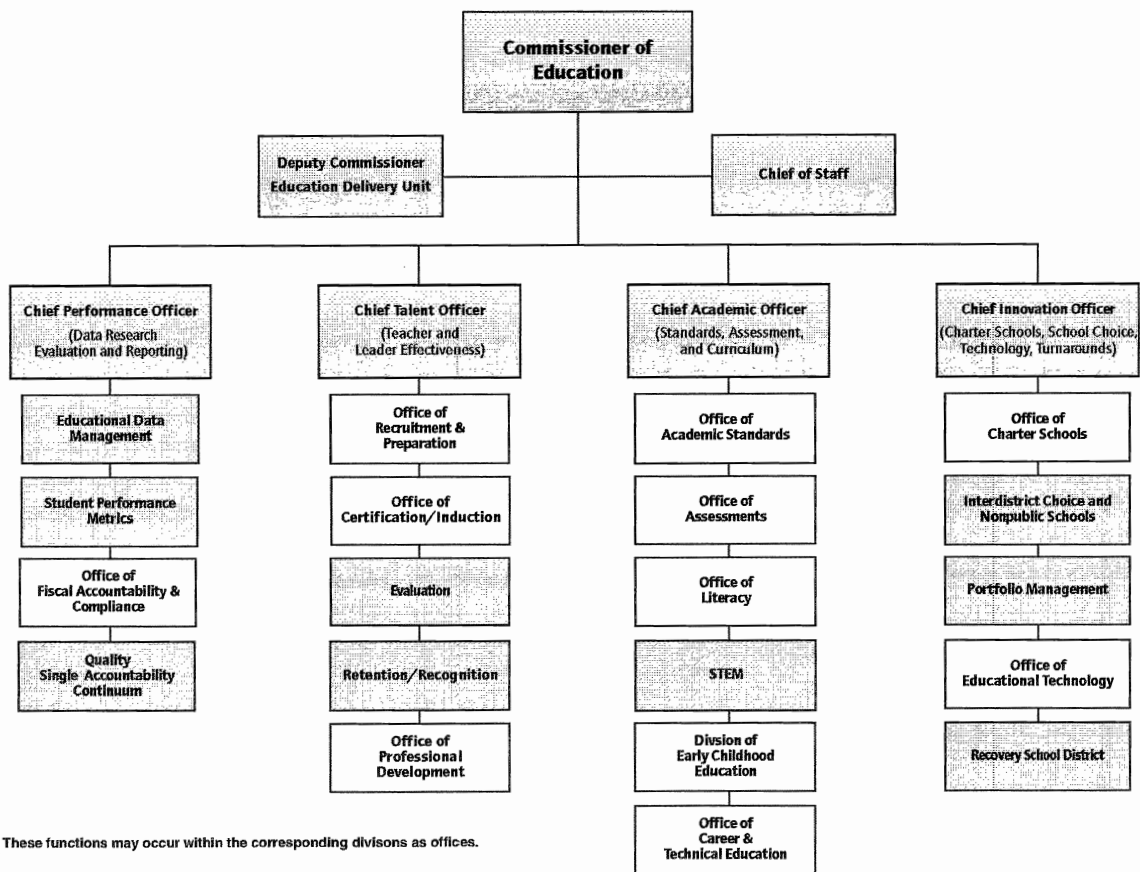 Commissioner of
Education
Deputy Commissioner
Education Delivery Unit
Chief of Staff
Chief Performance Officer
(Data Research
Evaluation and Reporting)
Educational Data
Management
Student Performance
Metrics
Office of
Fiscal Accountability &
Compliance
Quality
Single Accountability
Continuum
Chief Talent Officer
(Teacher and
Leader Effectiveness)
Office of
Recruitment &
Preparation
Office of
Certification/Induction
Evaluation
Retention/Recognition
Office of
Professional
Development
Chief Academic Officer
(Standards, Assessment,
and Curriculum)
Office of
Academic Standards
Office of
Assessments
Office of
Literacy
STEM
Divsion of
Early Childhood
Education
Office of
Career &
Technical Education
Chief Innovation Officer
(Charter Schools, School Choice,
Technology, Turnarounds)
Office of
Charter Schools
Interdistrict Choice and
Nonpublic Schools
Portfolio Management
Office of
Educational Technology
Recovery School District
These functions may occur within the corresponding divisons as offices.